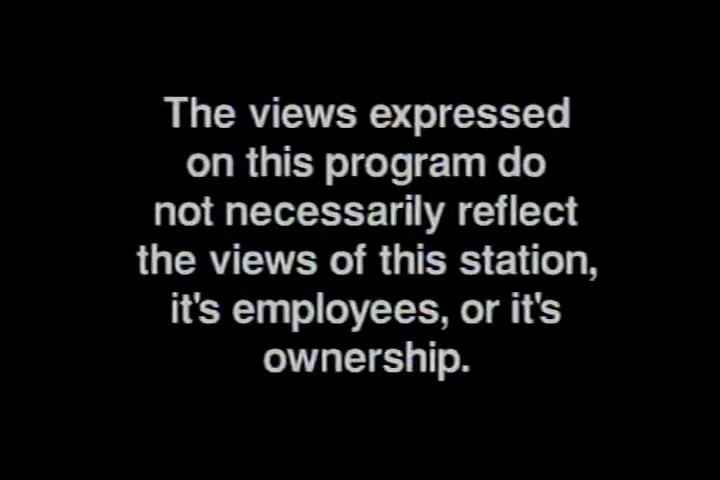 The views expressed
on this program do
not necessarily reflect
the views of this station,
it's employees, or it's
ownership.